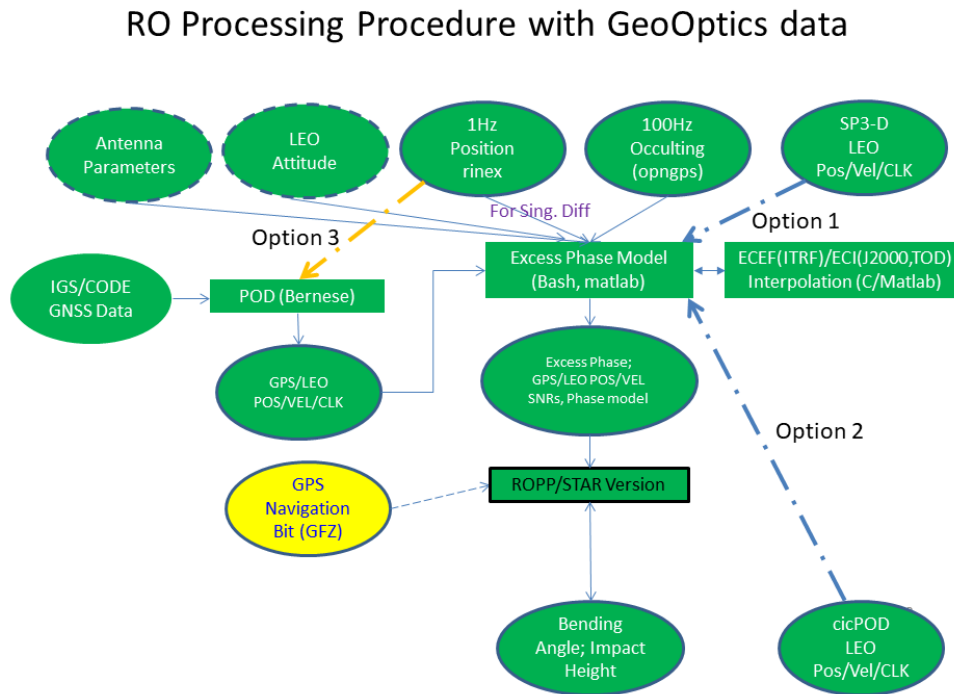 RO Processing Procedure with GeoOptics data
Antenna
Parameters
LEO
Attitude
1Hz
Position
rinex
100Hz
Occulting
(opngps)
SP3-D
LEO
Pos/Vel/CLK
For Sing. Diff
Option 1
Option 3
IGS/CODE
GNSS Data
POD (Bernese)
Excess Phase Model
(Bash, matlab)
ECEF(ITRF)/ECI(J2000,TOD)
Interpolation (C/Matlab)
GPS/LEO
POS/VEL/CLK
Excess Phase;
GPS/LEO POS/VEL
SNRs, Phase model
Option 2
GPS
Navigation
Bit (GFZ)
ROPP/STAR Version
Bending
Angle; Impact
Height
cicPOD
LEO
Pos/Vel/CLK